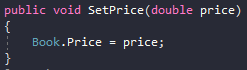 public void SetPrice(double price)
{
Book.Price = price;
}